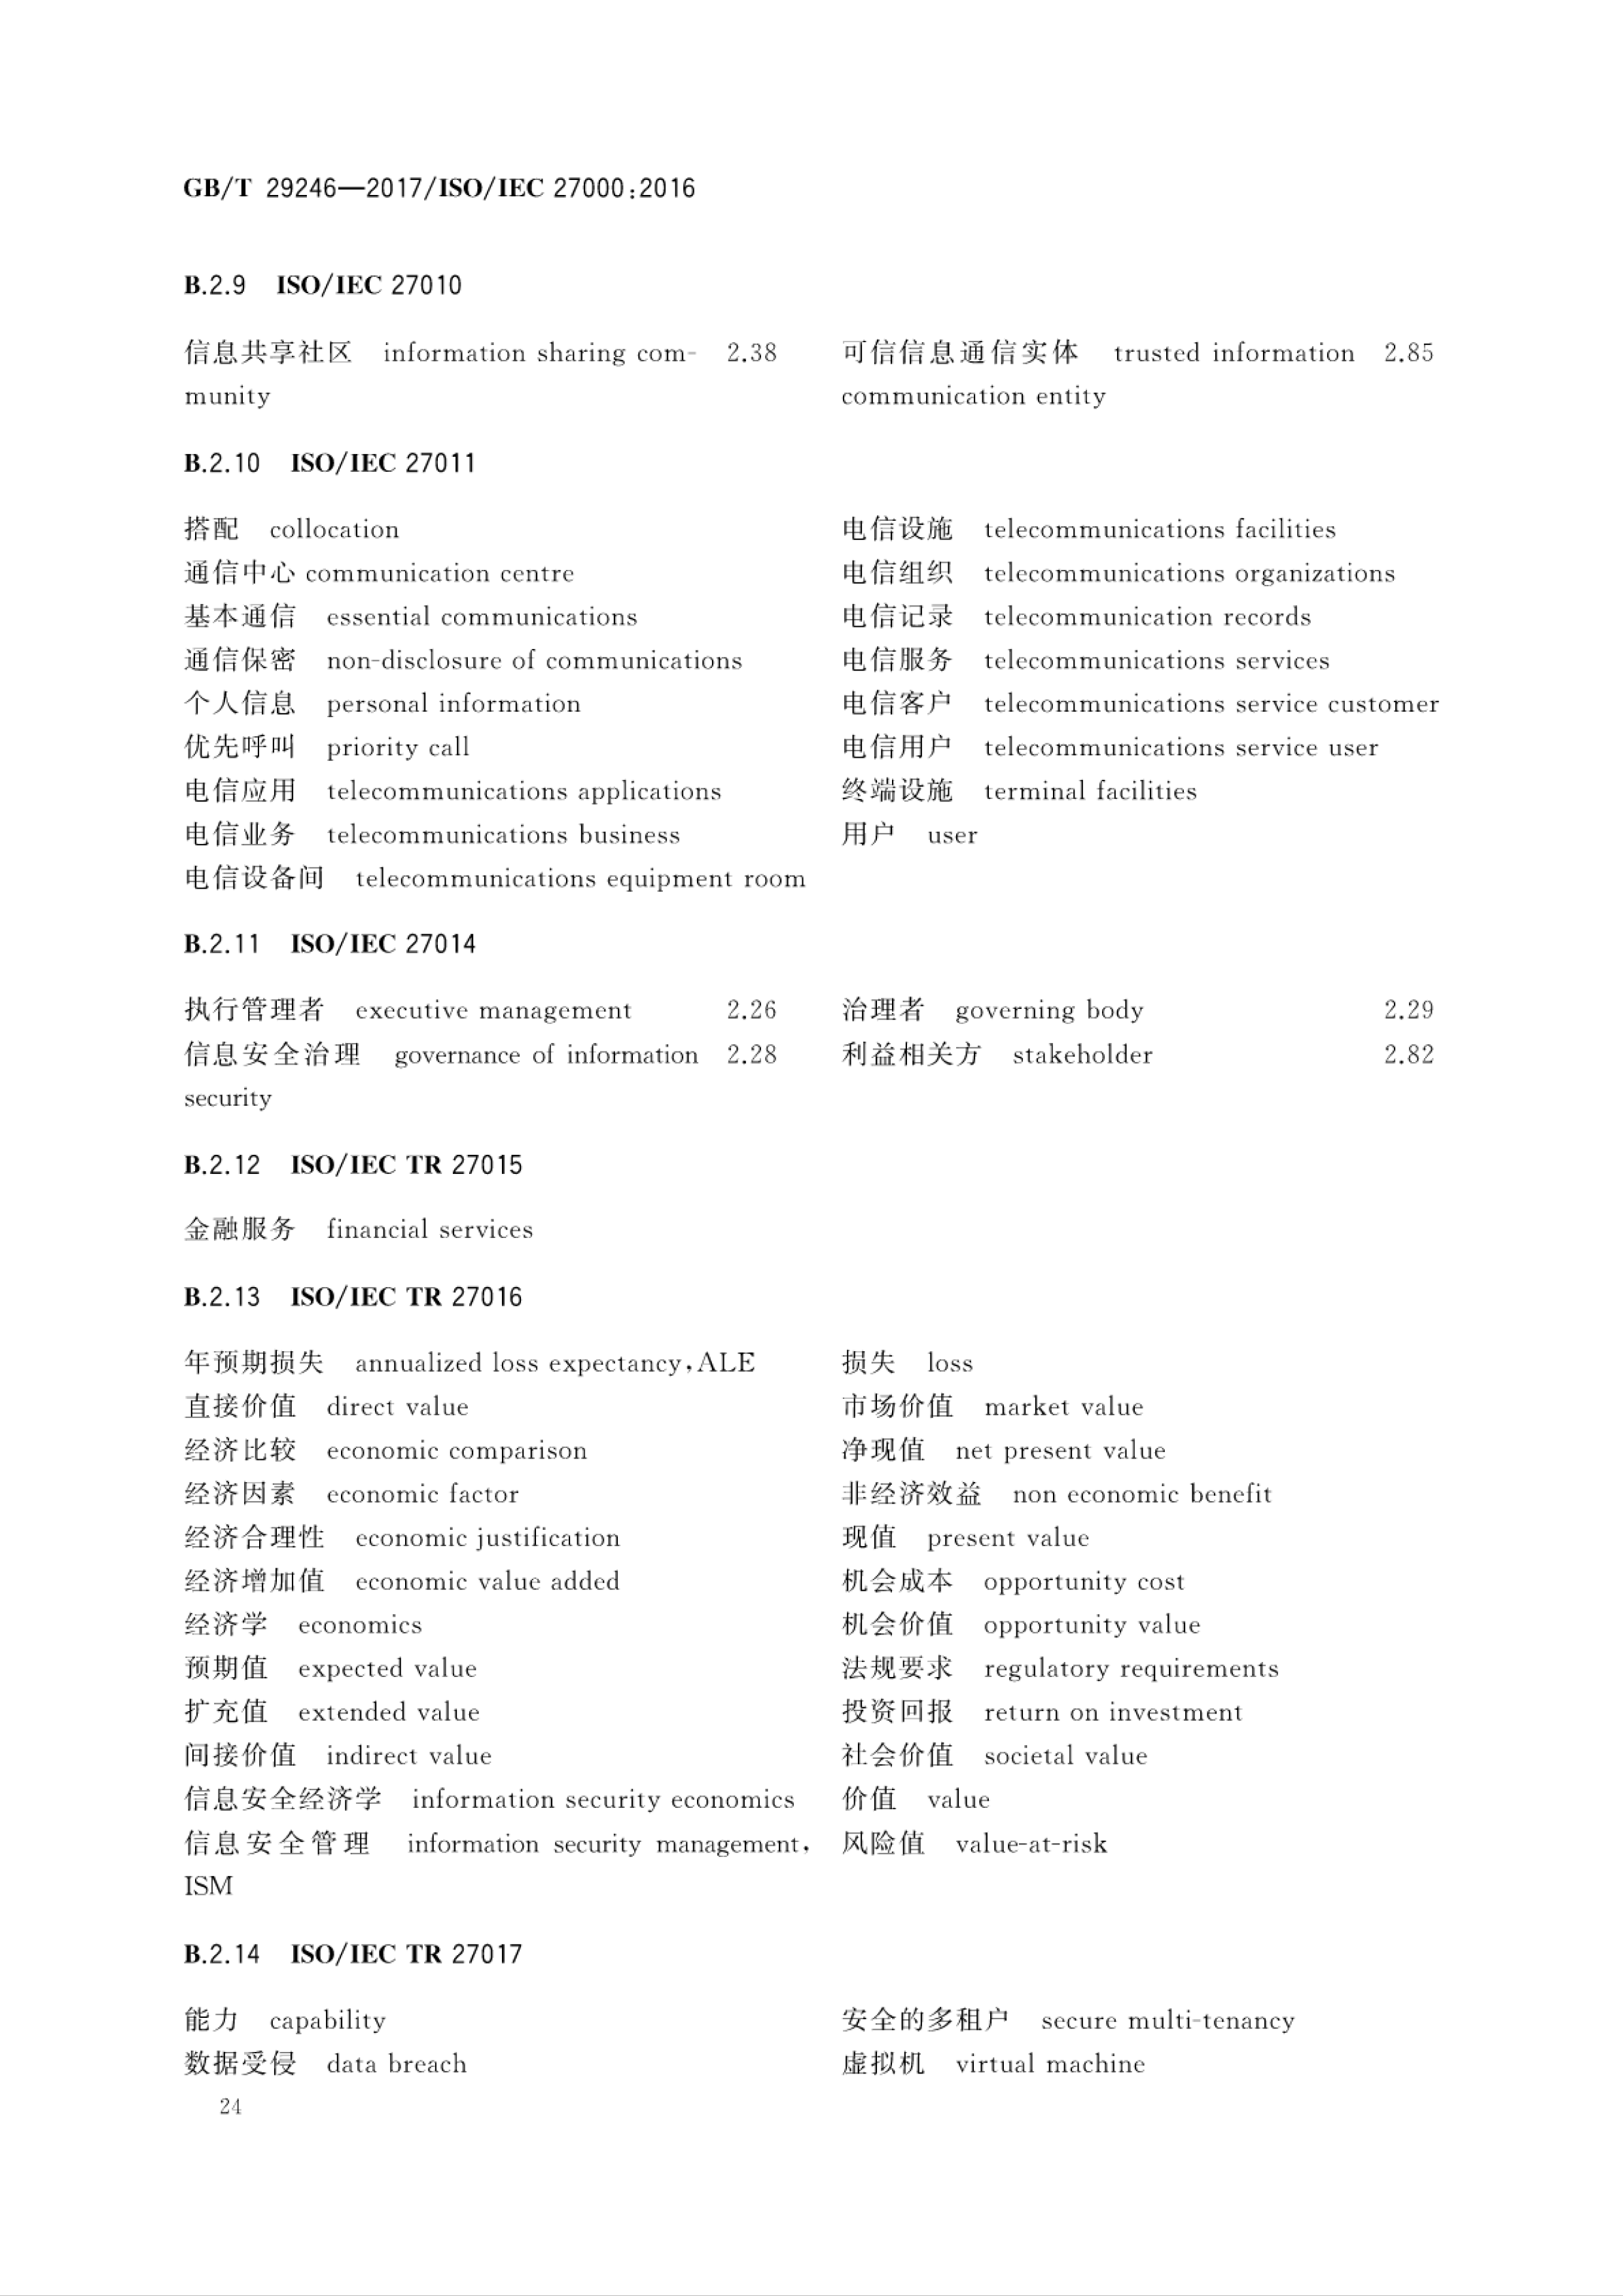 GB/T 29246—2017/ISO/IEC 27000:2016
B.2.9 ISO/IEC 27010
信息共享社区 information sharing com- 2.38
munity
可信信息通信实体 trusted information 2.85
communication entity
B.2.10 ISO/IEC 27011
搭配 collocation
通信中心 communication centre
基本通信 essential communications
通信保密 non-disclosure of communications
个人信息 personal information
优先呼叫 priority call
电信应用 telecommunications applications
电信业务 telecommunications business
电信设备间 telecommunications equipment room
电信设施 telecommunications facilities
电信组织 telecommunications organizations
电信记录 telecommunication records
电信服务 telecommunications services
电信客户 telecommunications service customer
电信用户 telecommunications service user
终端设施 terminal facilities
用户 user
B.2.11 ISO/IEC 27014
执行管理者 executive management 2.26
信息安全治理 governance of information 2.28
security
治理者 governing body 2.29
利益相关方 stakeholder 2.82
B.2.12 ISO/IEC TR 27015
金融服务 financial services
B.2.13 ISO/IEC TR 27016
年预期损失 annualized loss expectancy,ALE
直接价值 direct value
经济比较 economic comparison
经济因素 economic factor
经济合理性 economic justification
经济增加值 economic value added
经济学 economics
预期值 expected value
扩充值 extended value
间接价值 indirect value
信息安全经济学 information security economics
信息安全管理 information security management,
ISM
损失 loss
市场价值 market value
净现值 net present value
非经济效益 non economic benefit
现值 present value
机会成本 opportunity cost
机会价值 opportunity value
法规要求 regulatory requirements
投资回报 return on investment
社会价值 societal value
价值 value
风险值 value-at-risk
B.2.14 ISO/IEC TR 27017
能力 capability
数据受侵 data breach
安全的多租户 secure multi-tenancy
虚拟机 virtual machine
24